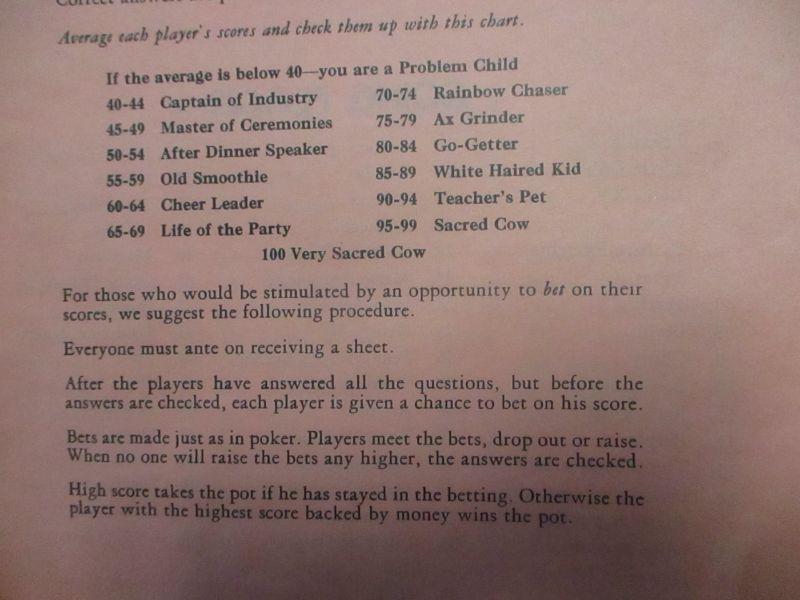 Average each player's scores and check them up with this chart.
If the average is below 40—you are a Problem Child
40-44 Captain of Industry
45-49 Master of Ceremonies
50-54 After Dinner Speaker
55-59 Old Smoothie
60-64 Cheer Leader
65-69 Life of the Party
70-74 Rainbow Chaser
75-79 Ax Grinder
80-84 Go-Getter
85-89 White Haired Kid
90-94 Teacher's Pet
95-99 Sacred Cow
100 Very Sacred Cow
For those who would be stimulated by an opportunity to bet on their
scores, we suggest the following procedure.
Everyone must ante on receiving a sheet.
After the players have answered all the questions, but before the
answers are checked, each player is given a chance to bet on his score.
Bets are made just as in poker. Players meet the bets, drop out or raise.
When no one will raise the bets any higher, the answers are checked.
High score takes the pot if he has stayed in the betting. Otherwise the
player with the highest score backed by money wins the pot.